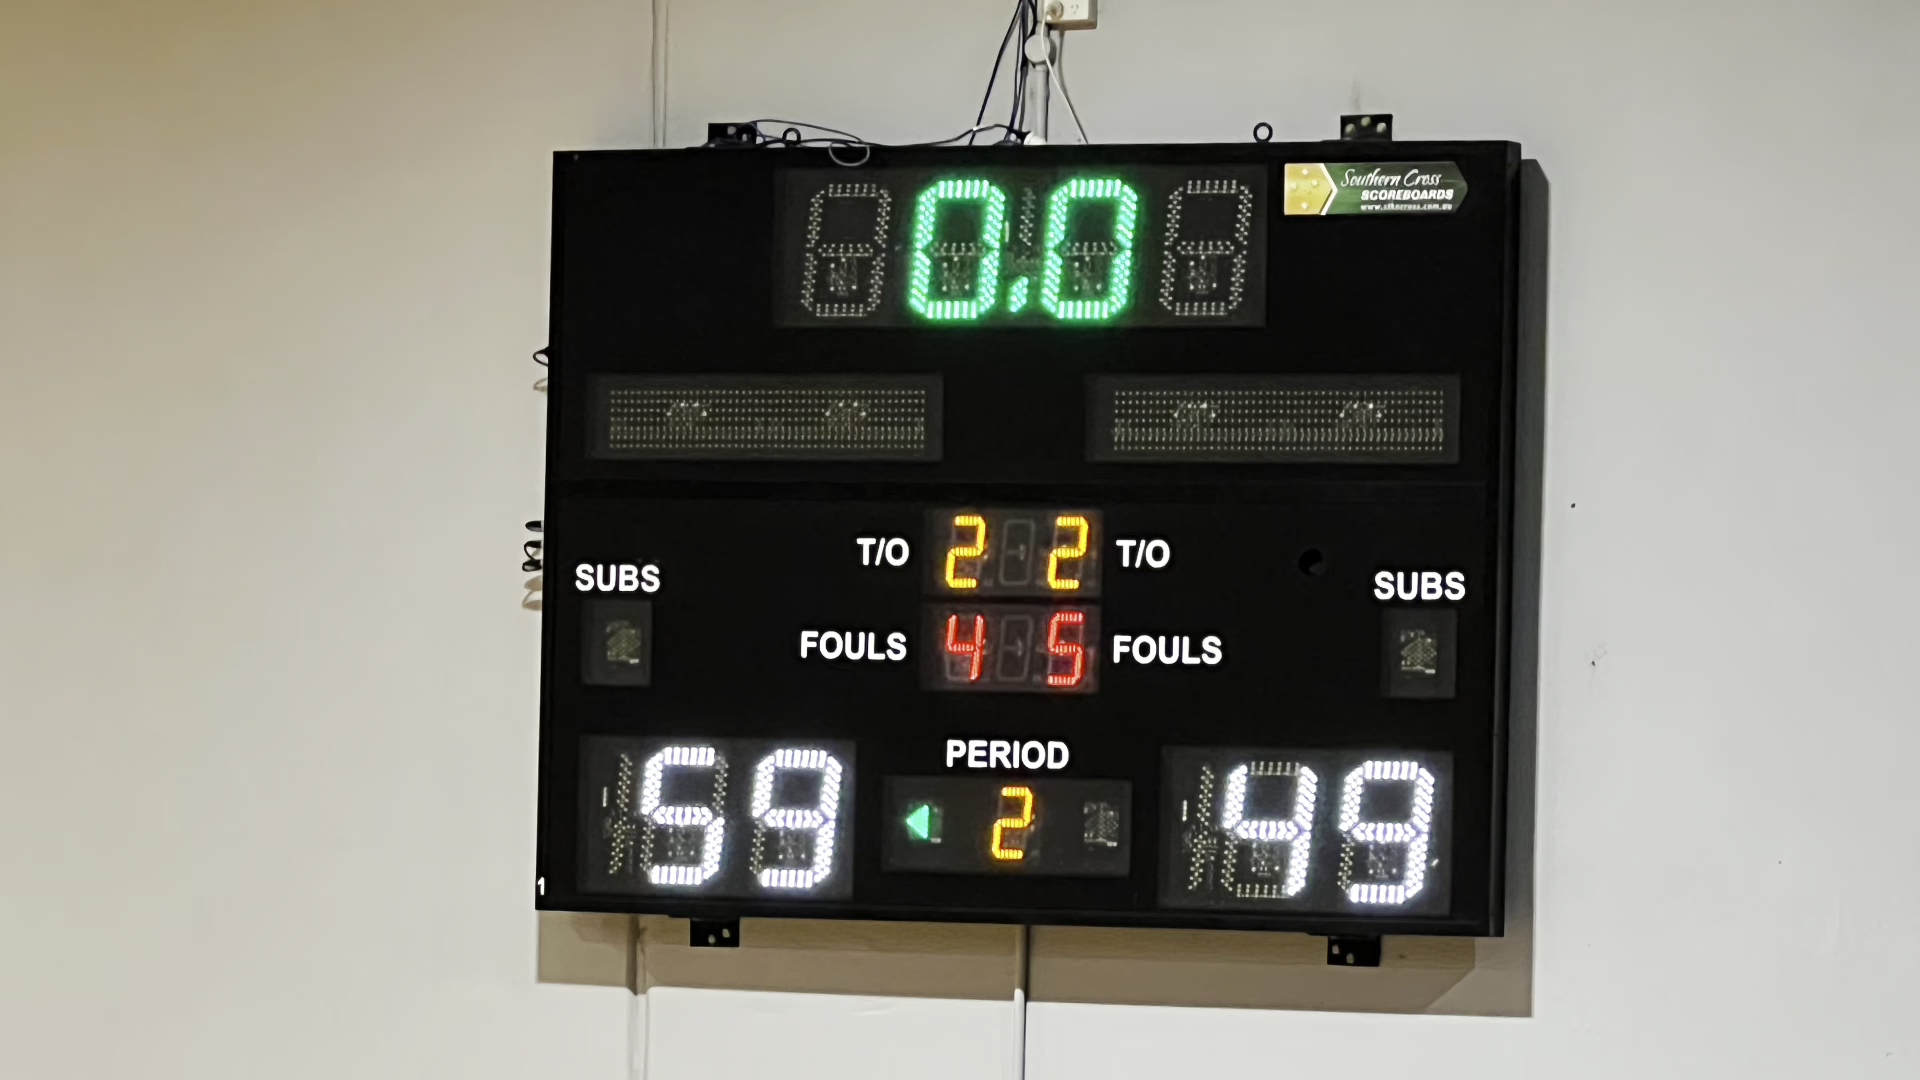 0.0
Southern Cross
SCOREBOARDS
T/O 2 2 T/O
SUBS SUBS
FOULS 4 5 FOULS
PERIOD
59 2 49
1